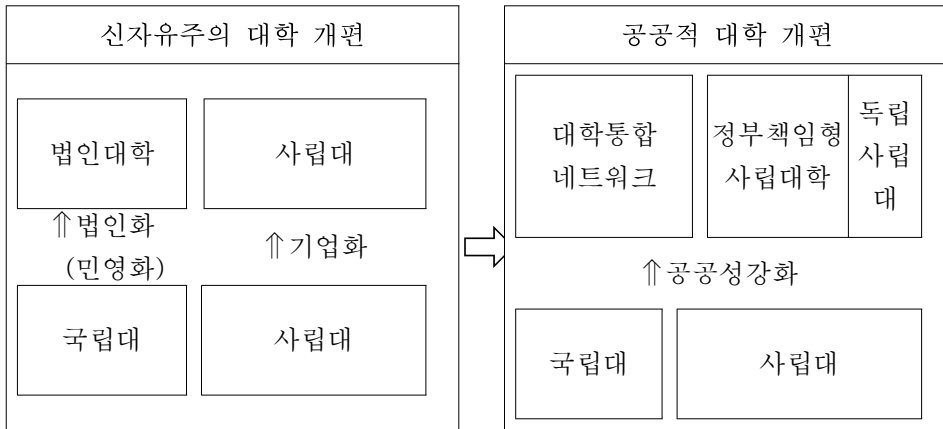 신자유주의 대학 개편
법인대학
사립대
⇑법인화
(민영화)
⇑기업화
국립대
사립대
공공적 대학 개편
대학통합
네트워크
정부책임형
사립대학
독립
사립
대
⇑공공성강화
국립대
사립대